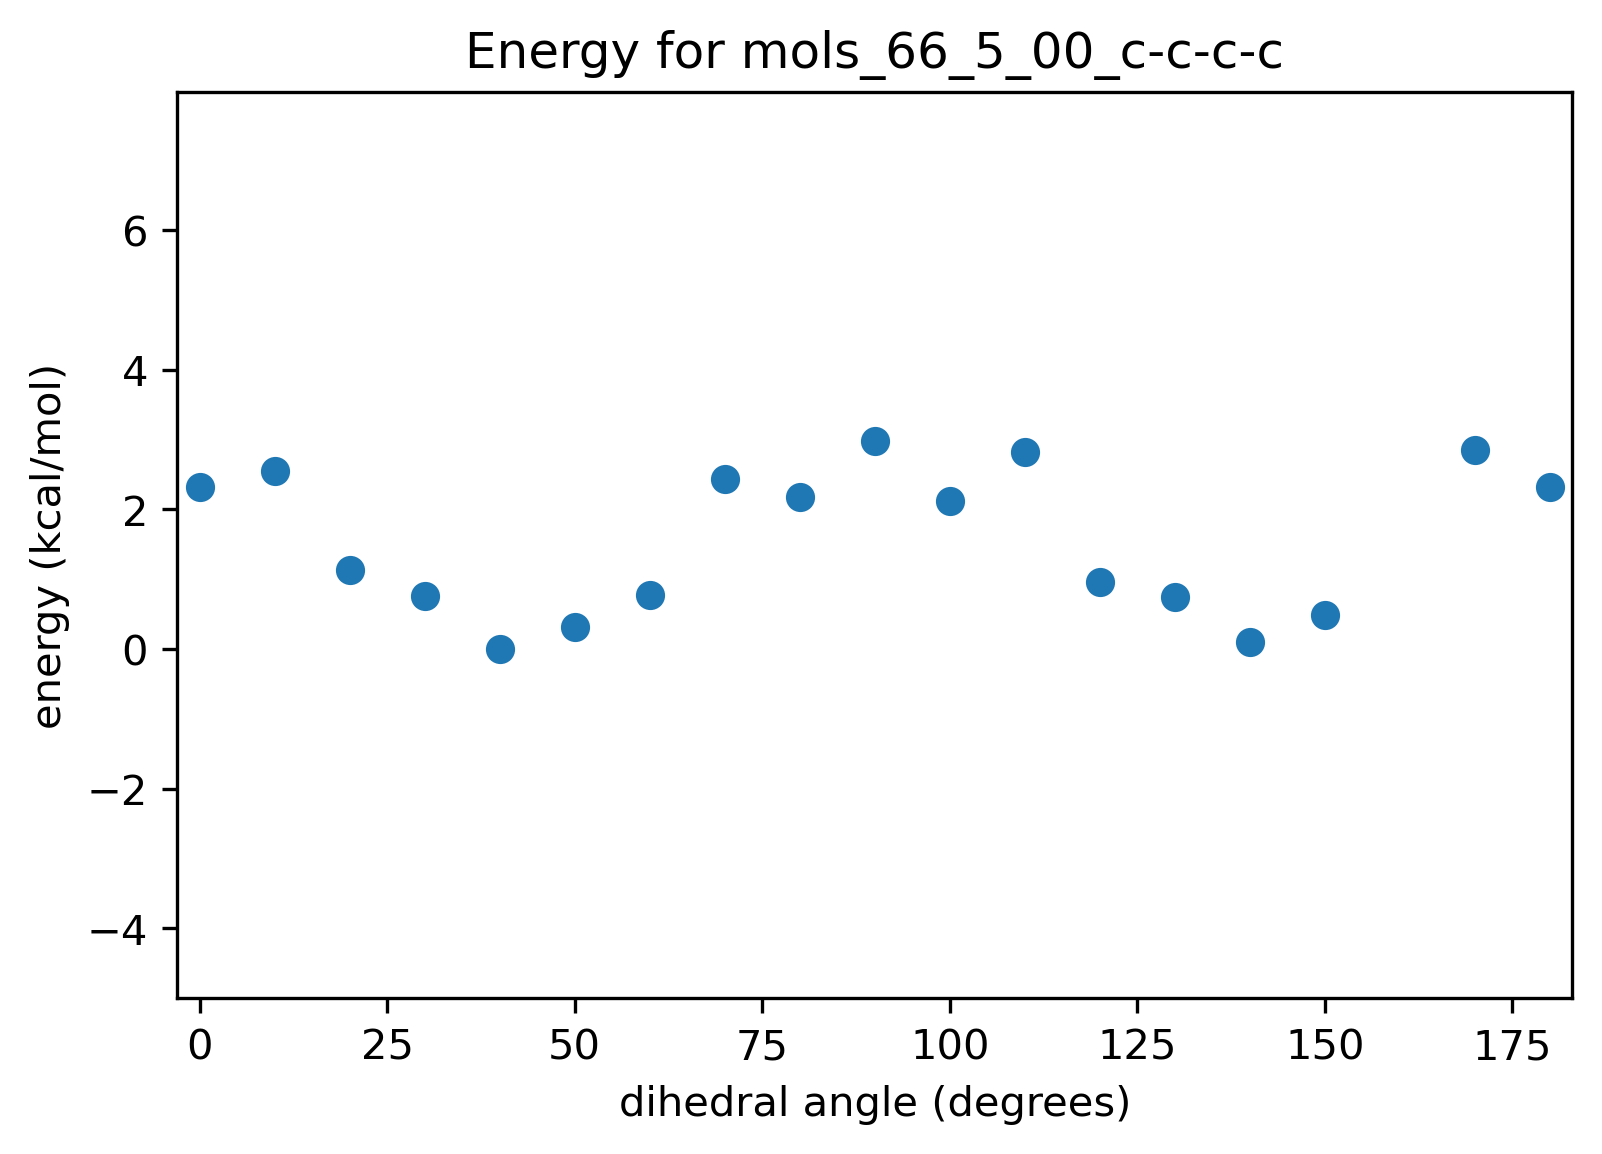 Energy for mols_66_5_00_c-c-c-c
energy (kcal/mol)
6
4
2
0
−2
−4
0 25 50 75 100 125 150 175
dihedral angle (degrees)